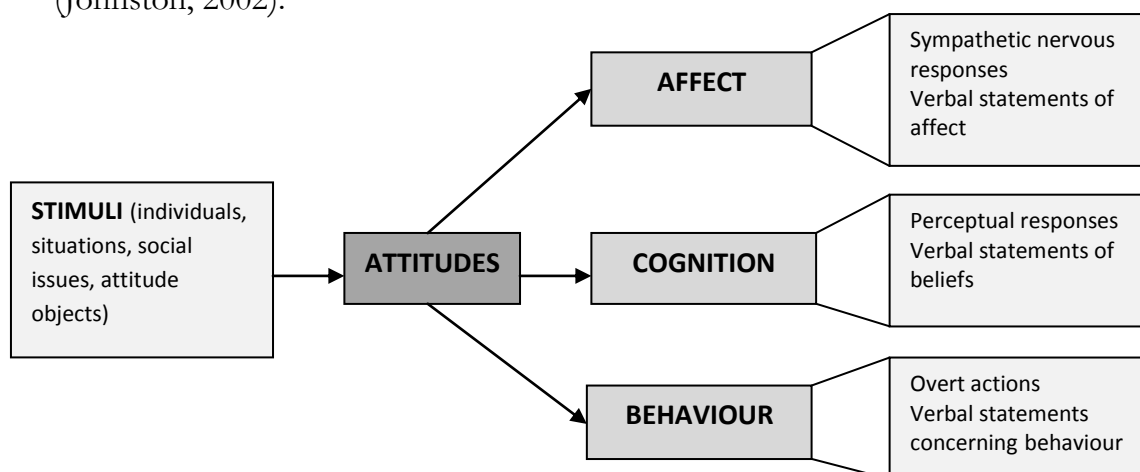 (Johnston, 2002).
AFFECT
Sympathetic nervous
responses
Verbal statements of
affect
STIMULI (individuals,
situations, social
issues, attitude
objects)
ATTITUDES
COGNITION
Perceptual responses
Verbal statements of
beliefs
BEHAVIOUR
Overt actions
Verbal statements
concerning behaviour